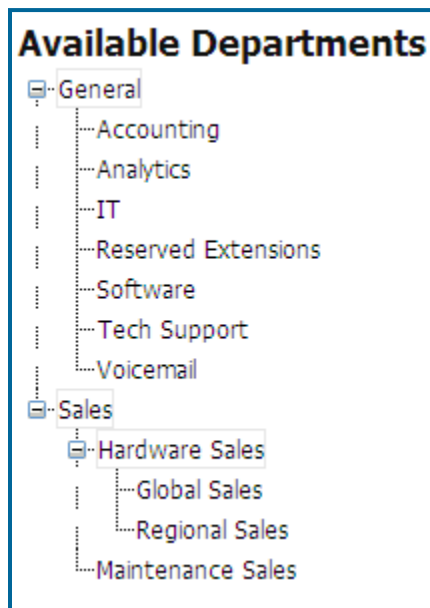 Available Departments
General
Accounting
Analytics
IT
Reserved Extensions
Software
Tech Support
Voicemail
Sales
Hardware Sales
Global Sales
Regional Sales
Maintenance Sales